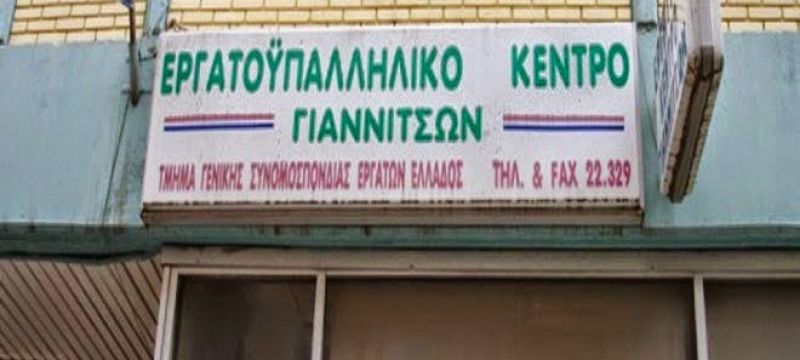 ΕΡΓΑΤΟΫΠΑΛΛΗΛΙΚΟ ΚΕΝΤΡΟ
ΓΙΑΝΝΙΤΣΩΝ
ΤΜΗΜΑ ΓΕΝΙΚΗΣ ΣΥΝΟΜΟΣΠΟΝΔΙΑΣ ΕΡΓΑΤΩΝ ΕΛΛΑΔΟΣ ΤΗΛ. & FAX 22.329